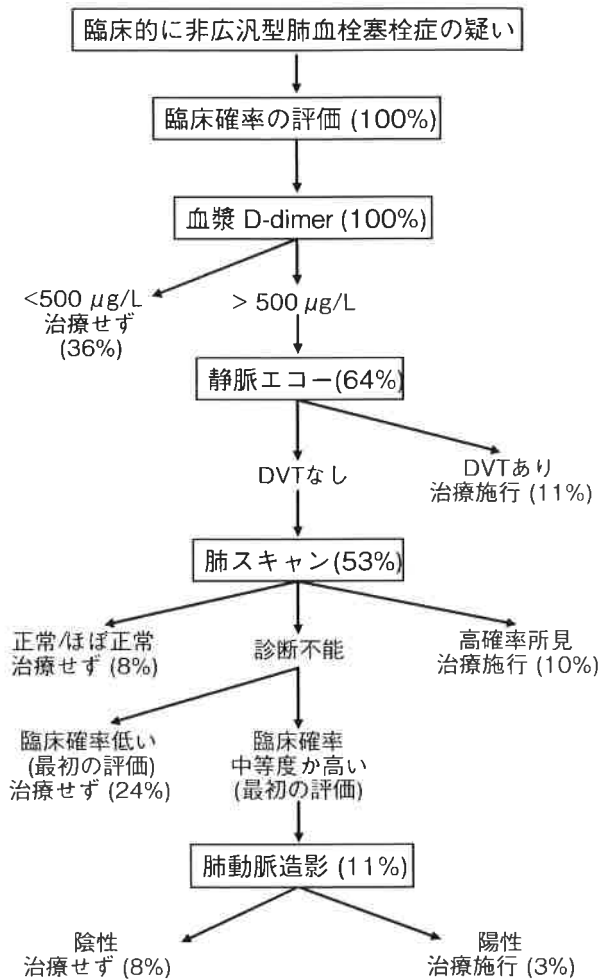 臨床的に非広汎型肺血栓塞栓症の疑い
臨床確率の評価 (100%)
血漿 D-dimer (100%)
<500 μg/L
治療せず
(36%)
> 500 μg/L
静脈エコー(64%)
DVTなし
DVTあり
治療施行 (11%)
肺スキャン(53%)
正常/ほぼ正常
治療せず (8%)
診断不能
高確率所見
治療施行 (10%)
臨床確率低い
(最初の評価)
治療せず (24%)
臨床確率
中等度か高い
(最初の評価)
肺動脈造影 (11%)
陰性
治療せず (8%)
陽性
治療施行 (3%)